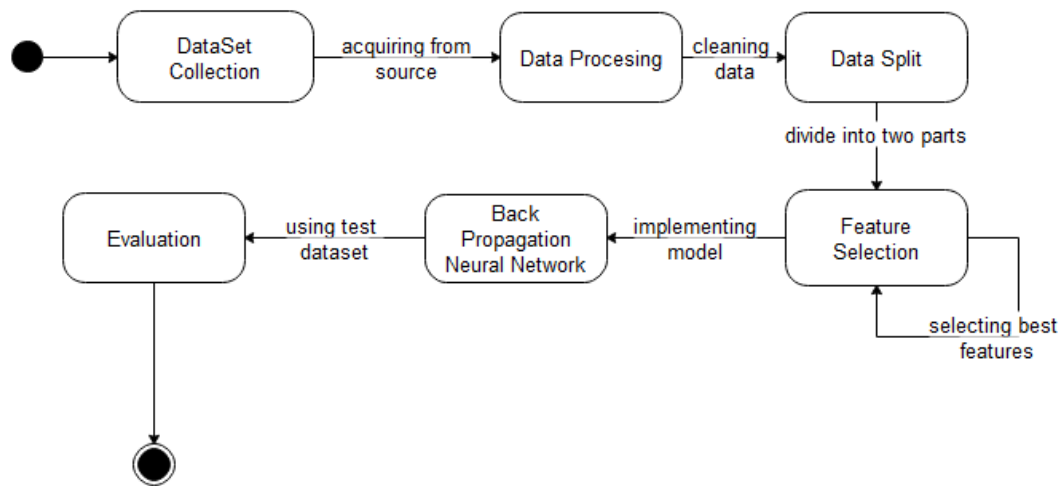 DataSet
Collection
acquiring from
source
Data Procesing
cleaning
data
Data Split
divide into two parts
Feature
Selection
selecting best
features
implementing
model
Back
Propagation
Neural Network
using test
dataset
Evaluation